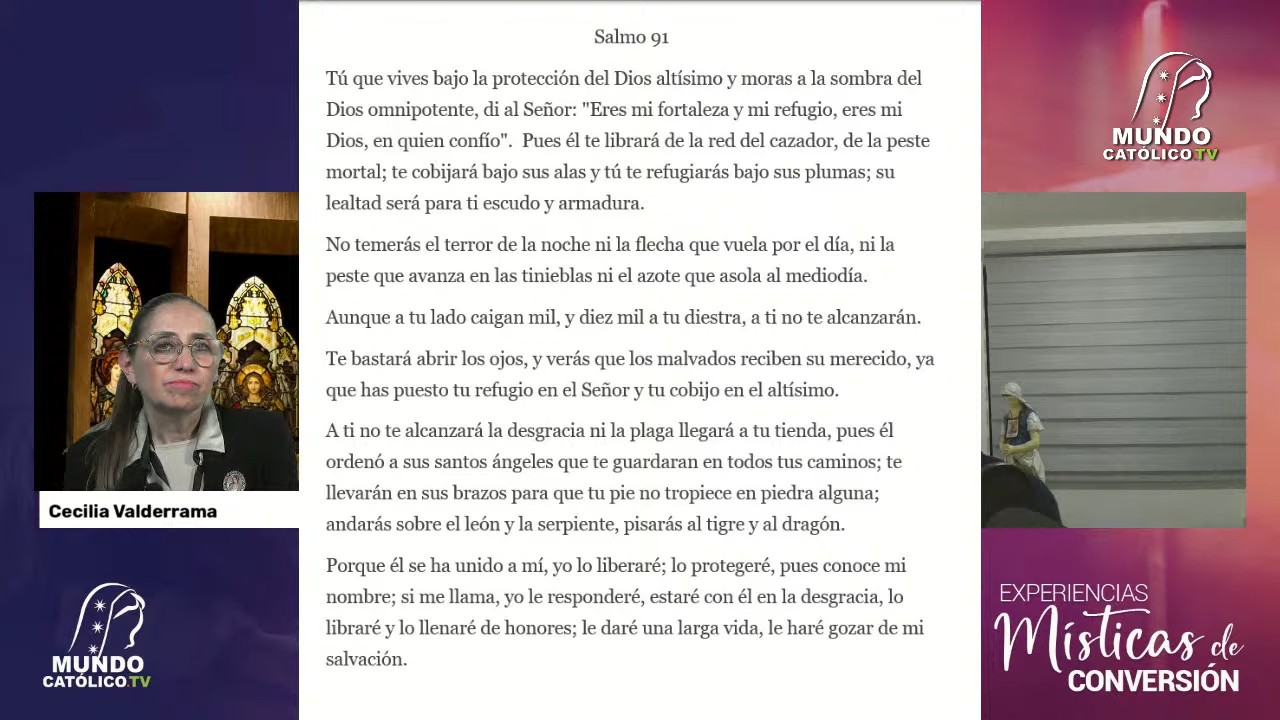 Salmo 91
Tú que vives bajo la protección del Dios altísimo y moras a la sombra del
Dios omnipotente, di al Señor: "Eres mi fortaleza y mi refugio, eres mi
Dios, en quien confío".  Pues él te librará de la red del cazador, de la peste
mortal; te cobijará bajo sus alas y tú te refugiarás bajo sus plumas; su
lealtad será para ti escudo y armadura.
No temerás el terror de la noche ni la flecha que vuela por el día, ni la
peste que avanza en las tinieblas ni el azote que asola al mediodía.
Aunque a tu lado caigan mil, y diez mil a tu diestra, a ti no te alcanzarán.
Te bastará abrir los ojos, y verás que los malvados reciben su merecido, ya
que has puesto tu refugio en el Señor y tu cobijo en el altísimo.
A ti no te alcanzará la desgracia ni la plaga llegará a tu tienda, pues él
ordenó a sus santos ángeles que te guardaran en todos tus caminos; te
llevarán en sus brazos para que tu pie no tropiece en piedra alguna;
andarás sobre el león y la serpiente, pisarás al tigre y al dragón.
Porque él se ha unido a mí, yo lo liberaré; lo protegeré, pues conoce mi
nombre; si me llama, yo le responderé, estaré con él en la desgracia, lo
libraré y lo llenaré de honores; le daré una larga vida, le haré gozar de mi
salvación.
MUNDO
CATÓLICO.TV
Cecilia Valderrama
MUNDO
CATÓLICO.TV
EXPERIENCIAS
Místicas de
CONVERSIÓN